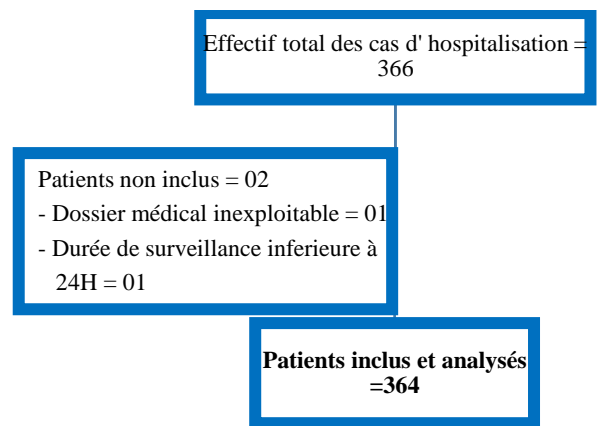 Effectif total des cas d' hospitalisation =
366
Patients non inclus = 02
- Dossier médical inexploitable = 01
- Durée de surveillance inferieure à
24H = 01
Patients inclus et analysés
=364